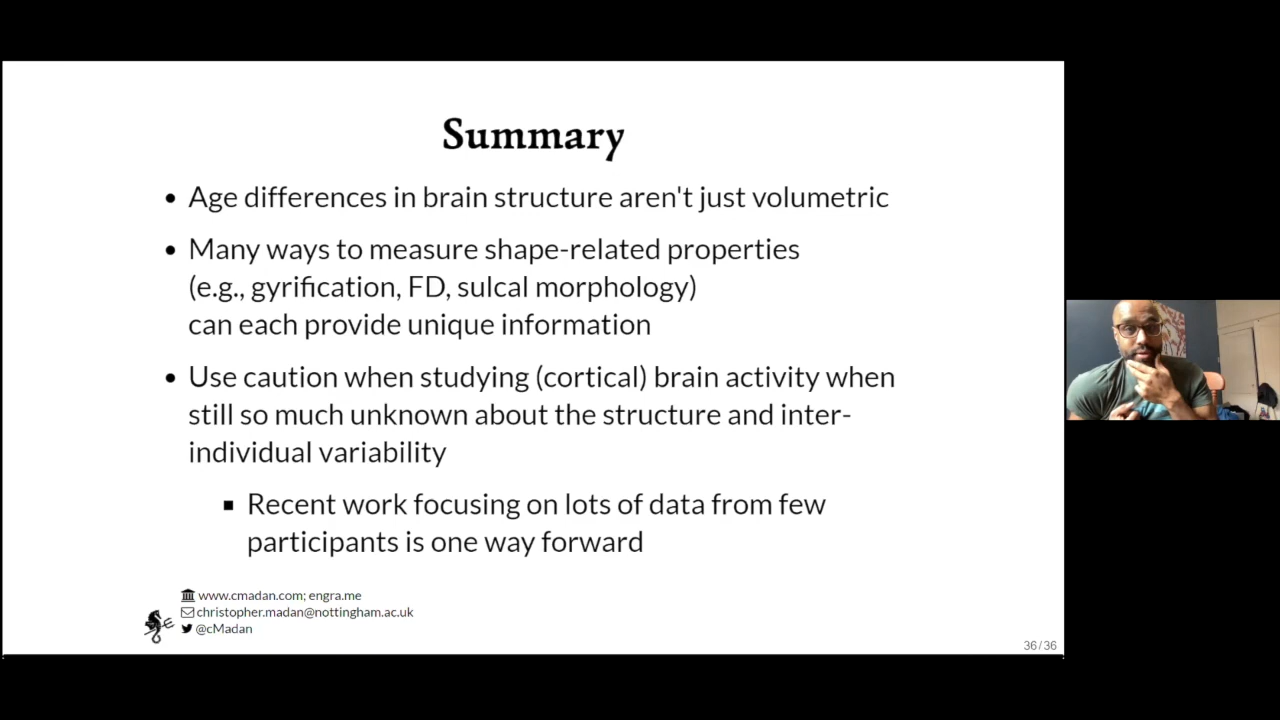 Summary
• Age differences in brain structure aren't just volumetric
• Many ways to measure shape-related properties
(e.g., gyrification, FD, sulcal morphology)
can each provide unique information
• Use caution when studying (cortical) brain activity when
still so much unknown about the structure and inter-
individual variability
▪ Recent work focusing on lots of data from few
participants is one way forward
www.cmadan.com; engra.me
christopher.madan@nottingham.ac.uk
@cMadan
36/36